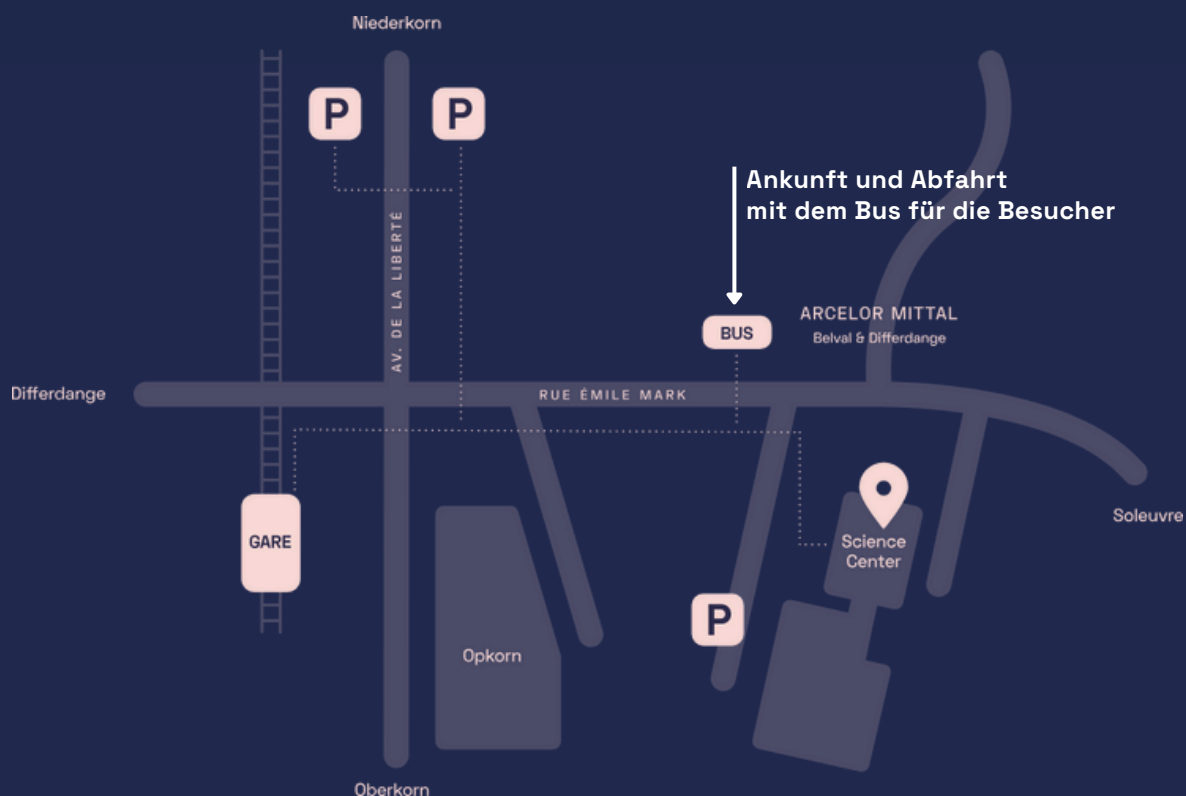 Niederkorn
P
P
Ankunft und Abfahrt
mit dem Bus für die Besucher
AV. DE LA LIBERTÉ
BUS
ARCELOR MITTAL
Belval & Differdange
Differdange
RUE ÉMILE MARK
Soleuvre
GARE
Science
Center
P
Opkorn
Oberkorn